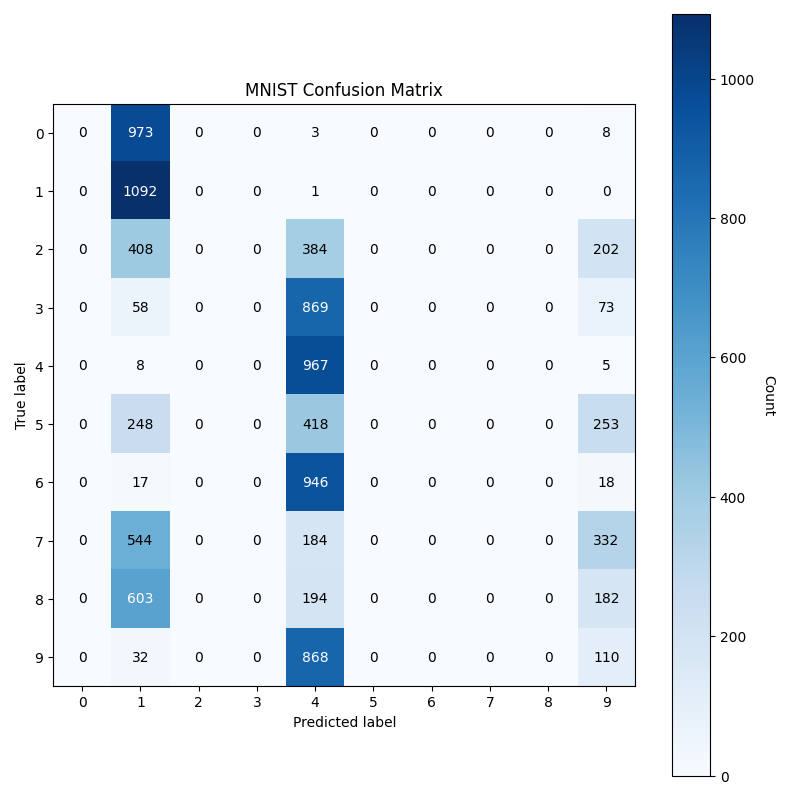 MNIST Confusion Matrix
0 0 973 0 0 3 0 0 0 0 8
1 0 1092 0 0 1 0 0 0 0 0
2 0 408 0 0 384 0 0 0 0 202
3 0 58 0 0 869 0 0 0 0 73
4 0 8 0 0 967 0 0 0 0 5
5 0 248 0 0 418 0 0 0 0 253
6 0 17 0 0 946 0 0 0 0 18
7 0 544 0 0 184 0 0 0 0 332
8 0 603 0 0 194 0 0 0 0 182
9 0 32 0 0 868 0 0 0 0 110
0 1 2 3 4 5 6 7 8 9
Predicted label
True label
1000
800
600
400
200
0
Count